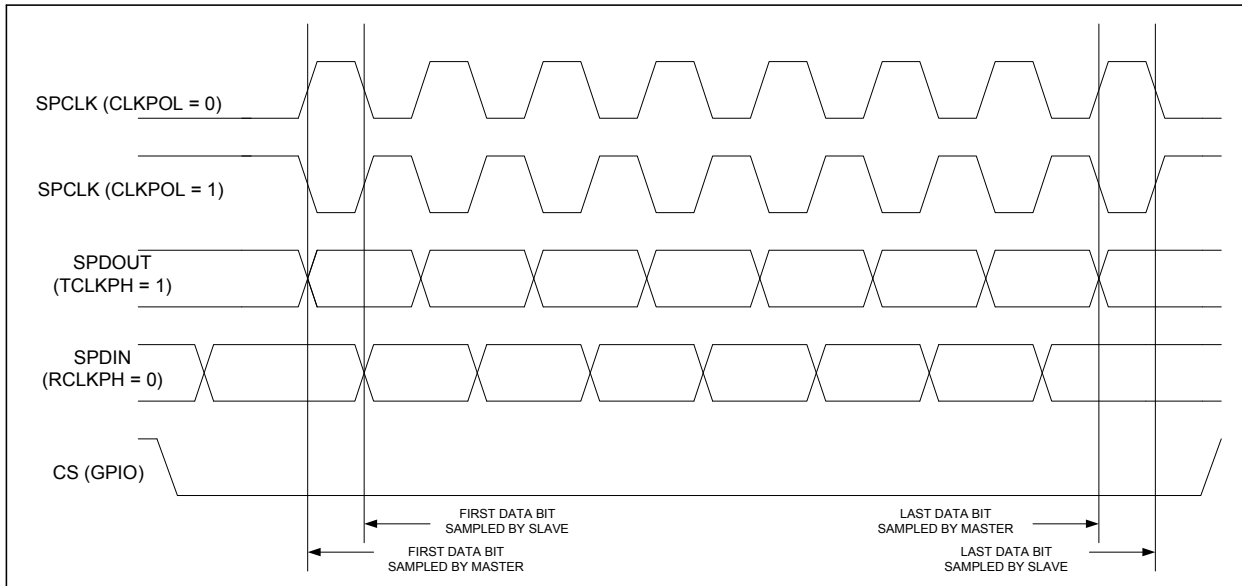 SPCLK (CLKPOL = 0)
SPCLK (CLKPOL = 1)
SPDOUT
(TCLKPH = 1)
SPDIN
(RCLKPH = 0)
CS (GPIO)
FIRST DATA BIT
SAMPLED BY SLAVE
LAST DATA BIT
SAMPLED BY MASTER
FIRST DATA BIT
SAMPLED BY MASTER
LAST DATA BIT
SAMPLED BY SLAVE